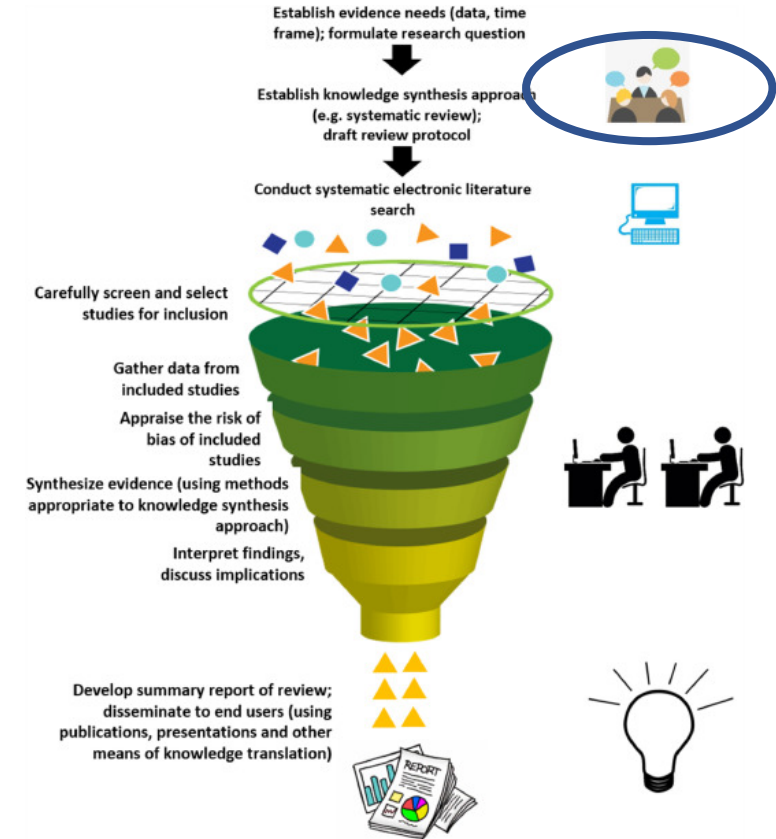 Establish evidence needs (data, time
frame); formulate research question
Establish knowledge synthesis approach
(e.g. systematic review);
draft review protocol
Conduct systematic electronic literature
search
Carefully screen and select
studies for inclusion
Gather data from
included studies
Appraise the risk of
bias of included
studies
Synthesize evidence (using methods
appropriate to knowledge synthesis
approach)
Interpret findings,
discuss implications
Develop summary report of review;
disseminate to end users (using
publications, presentations and other
means of knowledge translation)
REPORT